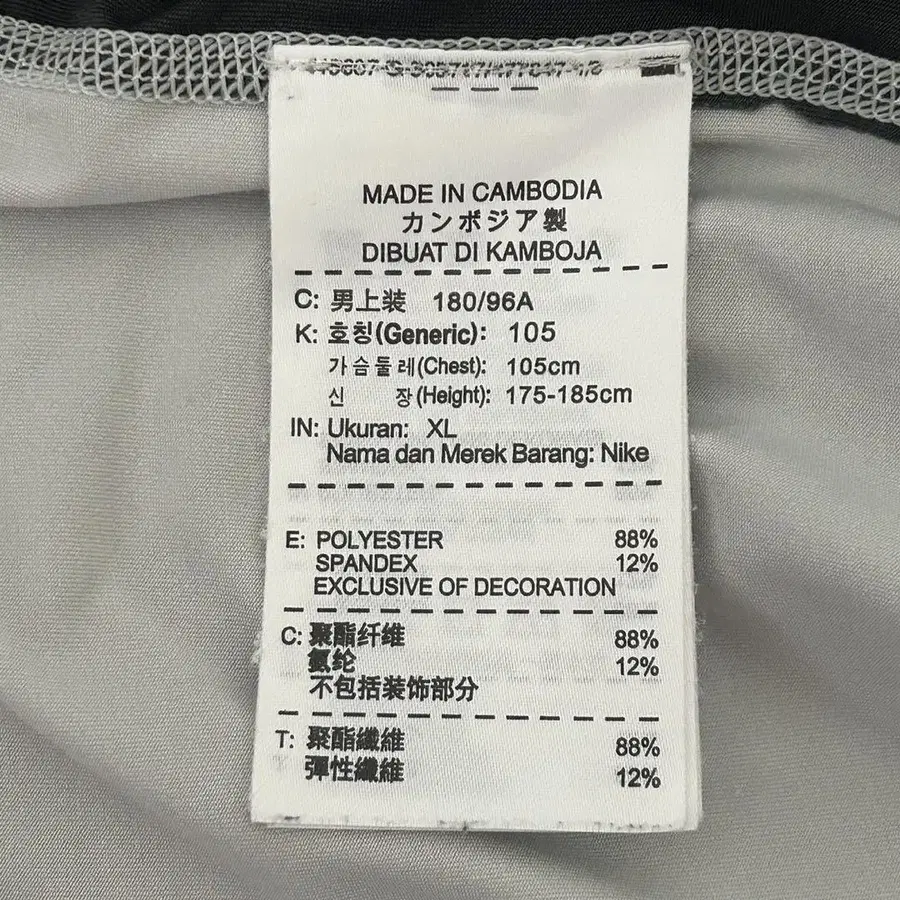 MADE IN CAMBODIA
カンボジア製
DIBUAT DI KAMBOJA
C: 男上装 180/96A
K: 호칭(Generic): 105
가슴둘레(Chest): 105cm
신 장(Height): 175-185cm
IN: Ukuran: XL
Nama dan Merek Barang: Nike
E: POLYESTER 88%
SPANDEX 12%
EXCLUSIVE OF DECORATION
C: 聚酯纤维 88%
氨纶 12%
不包括装饰部分
T: 聚酯纖維 88%
彈性纖維 12%